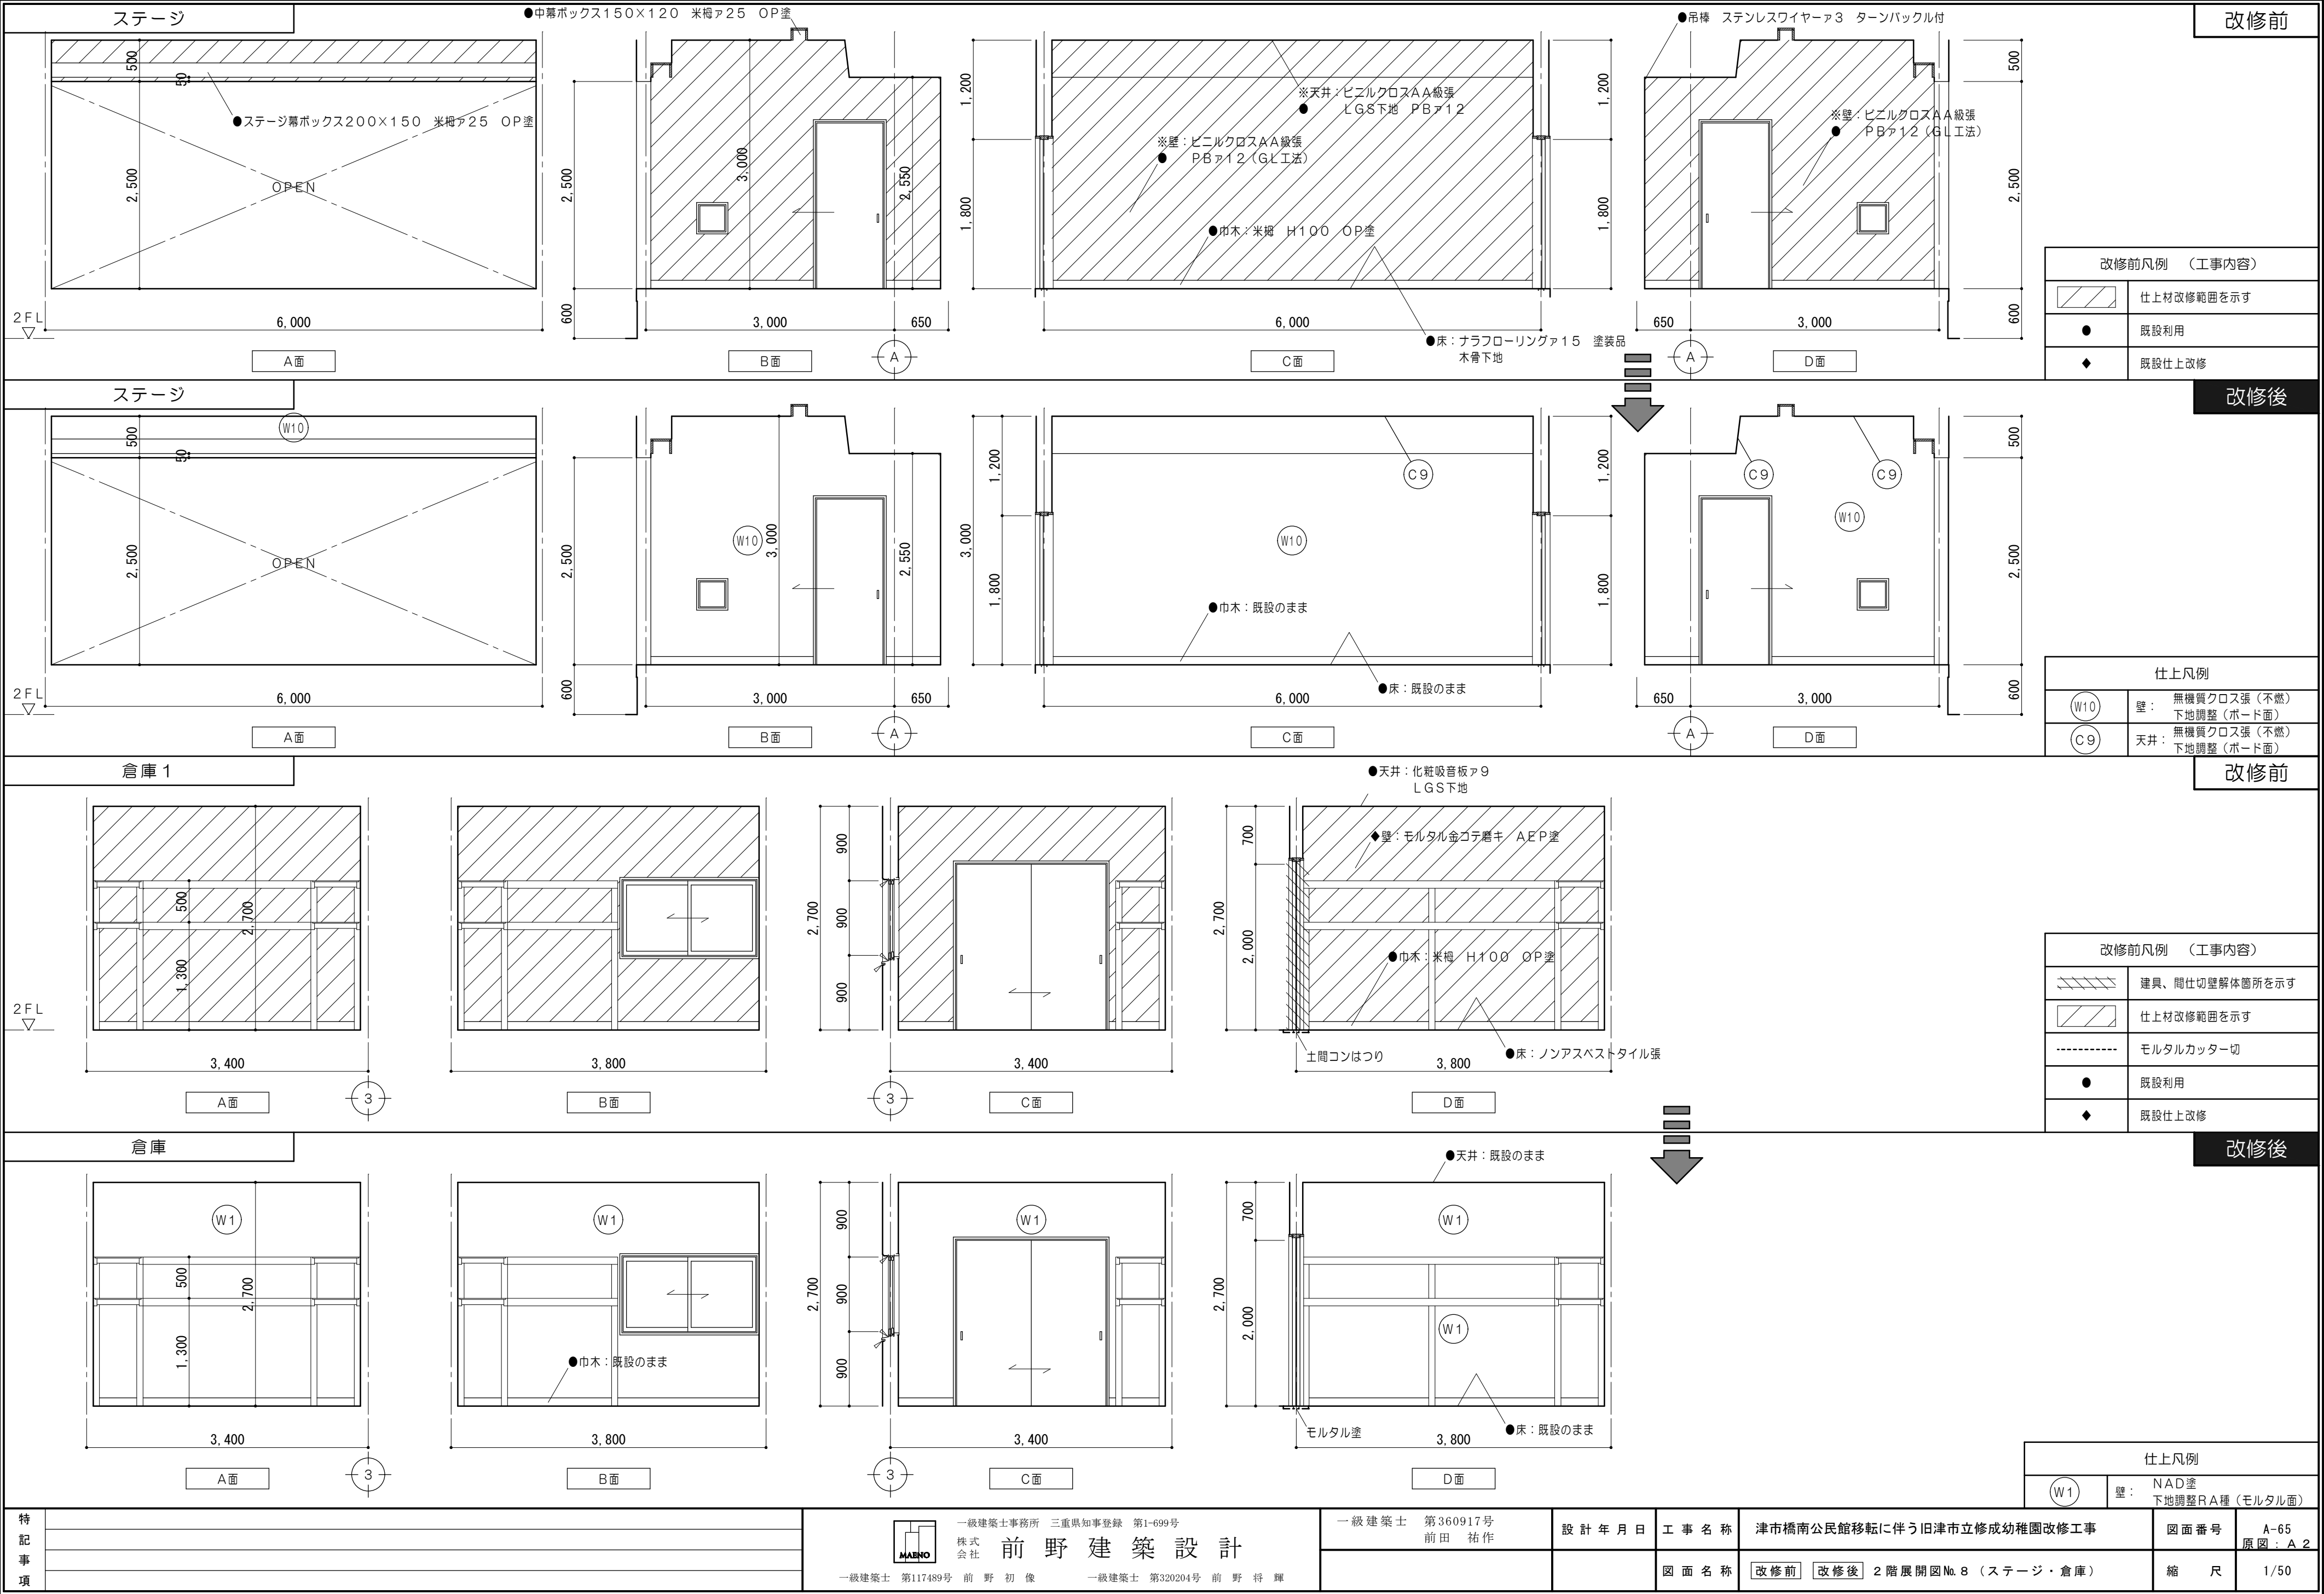 ステージ
改修前
●中幕ボックス150×120 米栂ァ25 OP塗
●吊棒 ステンレスワイヤーァ3 ターンバックル付
500
50
2,500
●ステージ幕ボックス200×150 米栂ァ25 OP塗
OPEN
6,000
2FL
A面
2,500
600
3,000
2,550
3,000
650
A
B面
1,200
1,800
※天井：ビニルクロスAA級張
● LGS下地 PBァ12
※壁：ビニルクロスAA級張
● PBァ12（GL工法）
●巾木：米栂 H100 OP塗
●床：ナラフローリングァ15 塗装品
木骨下地
6,000
C面
1,200
1,800
※壁：ビニルクロスAA級張
● PBァ12（GL工法）
650
3,000
A
D面
500
2,500
600
改修前凡例 （工事内容）
仕上材改修範囲を示す
● 既設利用
◆ 既設仕上改修
ステージ
改修後
W10
500
50
2,500
OPEN
6,000
2FL
A面
2,500
600
W10
3,000
2,550
3,000
650
A
B面
3,000
1,200
1,800
C9
W10
●巾木：既設のまま
●床：既設のまま
6,000
C面
1,200
1,800
C9
C9
W10
650
3,000
A
D面
500
2,500
600
仕上凡例
W10 壁： 無機質クロス張（不燃）
下地調整（ボード面）
C9 天井： 無機質クロス張（不燃）
下地調整（ボード面）
倉庫1
改修前
500
2,700
1,300
2FL
3,400
A面
3
3,800
B面
2,700
900
900
900
3,400
3
C面
●天井：化粧吸音板ァ9
LGS下地
◆壁：モルタル金コテ磨キ AEP塗
2,700
700
2,000
●巾木：米栂 H100 OP塗
土間コンはつり
●床：ノンアスベストタイル張
3,800
D面
改修前凡例 （工事内容）
建具、間仕切壁解体箇所を示す
仕上材改修範囲を示す
モルタルカッター切
● 既設利用
◆ 既設仕上改修
倉庫
改修後
W1
500
2,700
1,300
3,400
A面
3
W1
●巾木：既設のまま
3,800
B面
2,700
900
900
900
W1
3,400
3
C面
●天井：既設のまま
2,700
700
2,000
W1
W1
モルタル塗
●床：既設のまま
3,800
D面
仕上凡例
W1 壁： NAD塗
下地調整RA種（モルタル面）
特記事項
MAENO
一級建築士事務所 三重県知事登録 第1-699号
株式会社 前野建築設計
一級建築士 第117489号 前野初像 一級建築士 第320204号 前野将輝
一級建築士 第360917号
前田 祐作
設計年月日
工事名称 津市橋南公民館移転に伴う旧津市立修成幼稚園改修工事
図面番号 A-65
原図：A2
図面名称 改修前 改修後 2階展開図№8（ステージ・倉庫）
縮尺 1/50